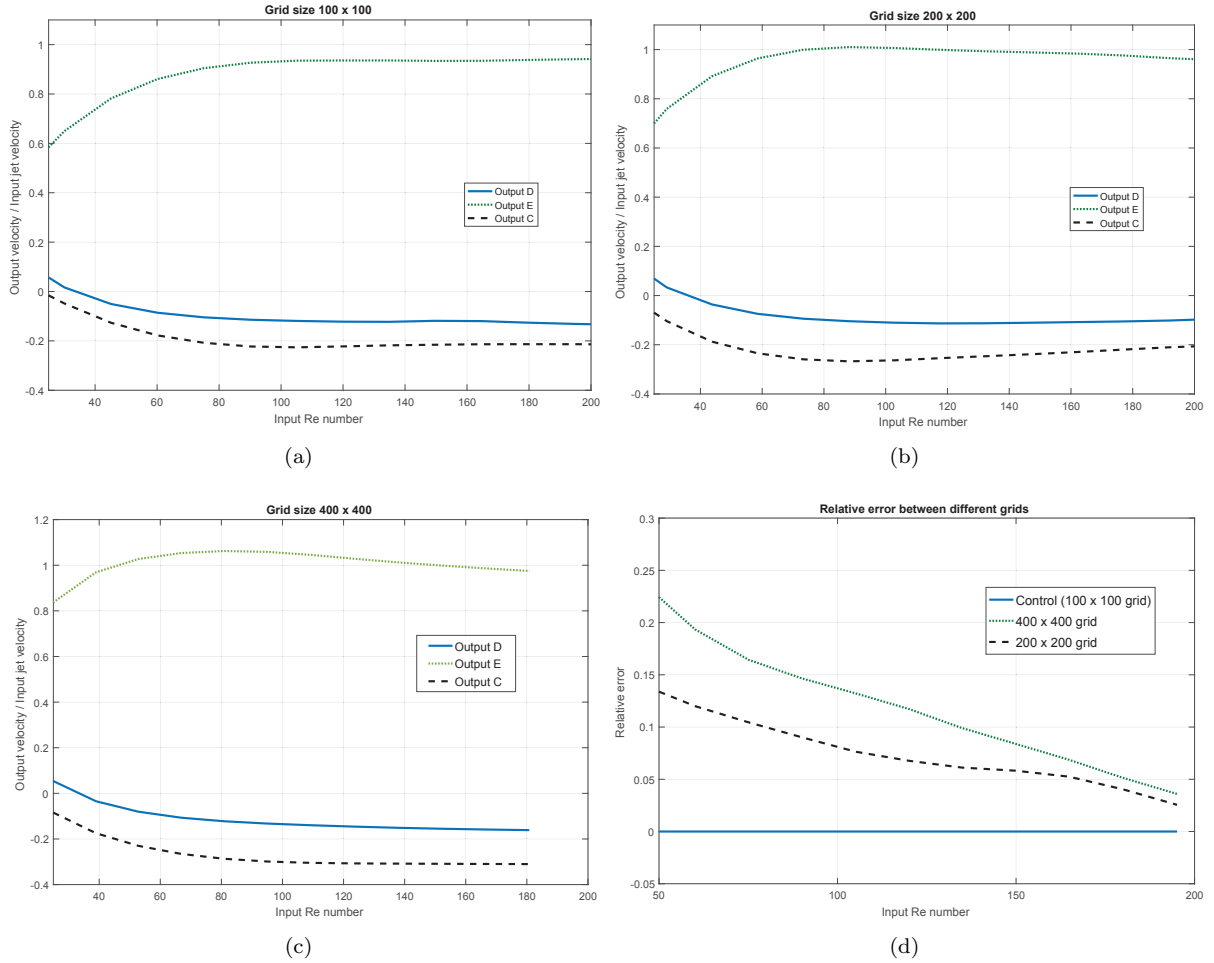 Grid size 100 x 100
1
0.8
0.6
0.4
0.2
0
-0.2
-0.4
Output velocity / Input jet velocity
Output D
Output E
Output C
40 60 80 100 120 140 160 180 200
Input Re number
(a)
Grid size 200 x 200
1
0.8
0.6
0.4
0.2
0
-0.2
-0.4
Output velocity / Input jet velocity
Output D
Output E
Output C
40 60 80 100 120 140 160 180 200
Input Re number
(b)
Grid size 400 x 400
1.2
1
0.8
0.6
0.4
0.2
0
-0.2
-0.4
Output velocity / Input jet velocity
Output D
Output E
Output C
40 60 80 100 120 140 160 180 200
Input Re number
(c)
Relative error between different grids
0.3
0.25
0.2
0.15
0.1
0.05
0
-0.05
Relative error
Control (100 x 100 grid)
400 x 400 grid
200 x 200 grid
50 100 150 200
Input Re number
(d)